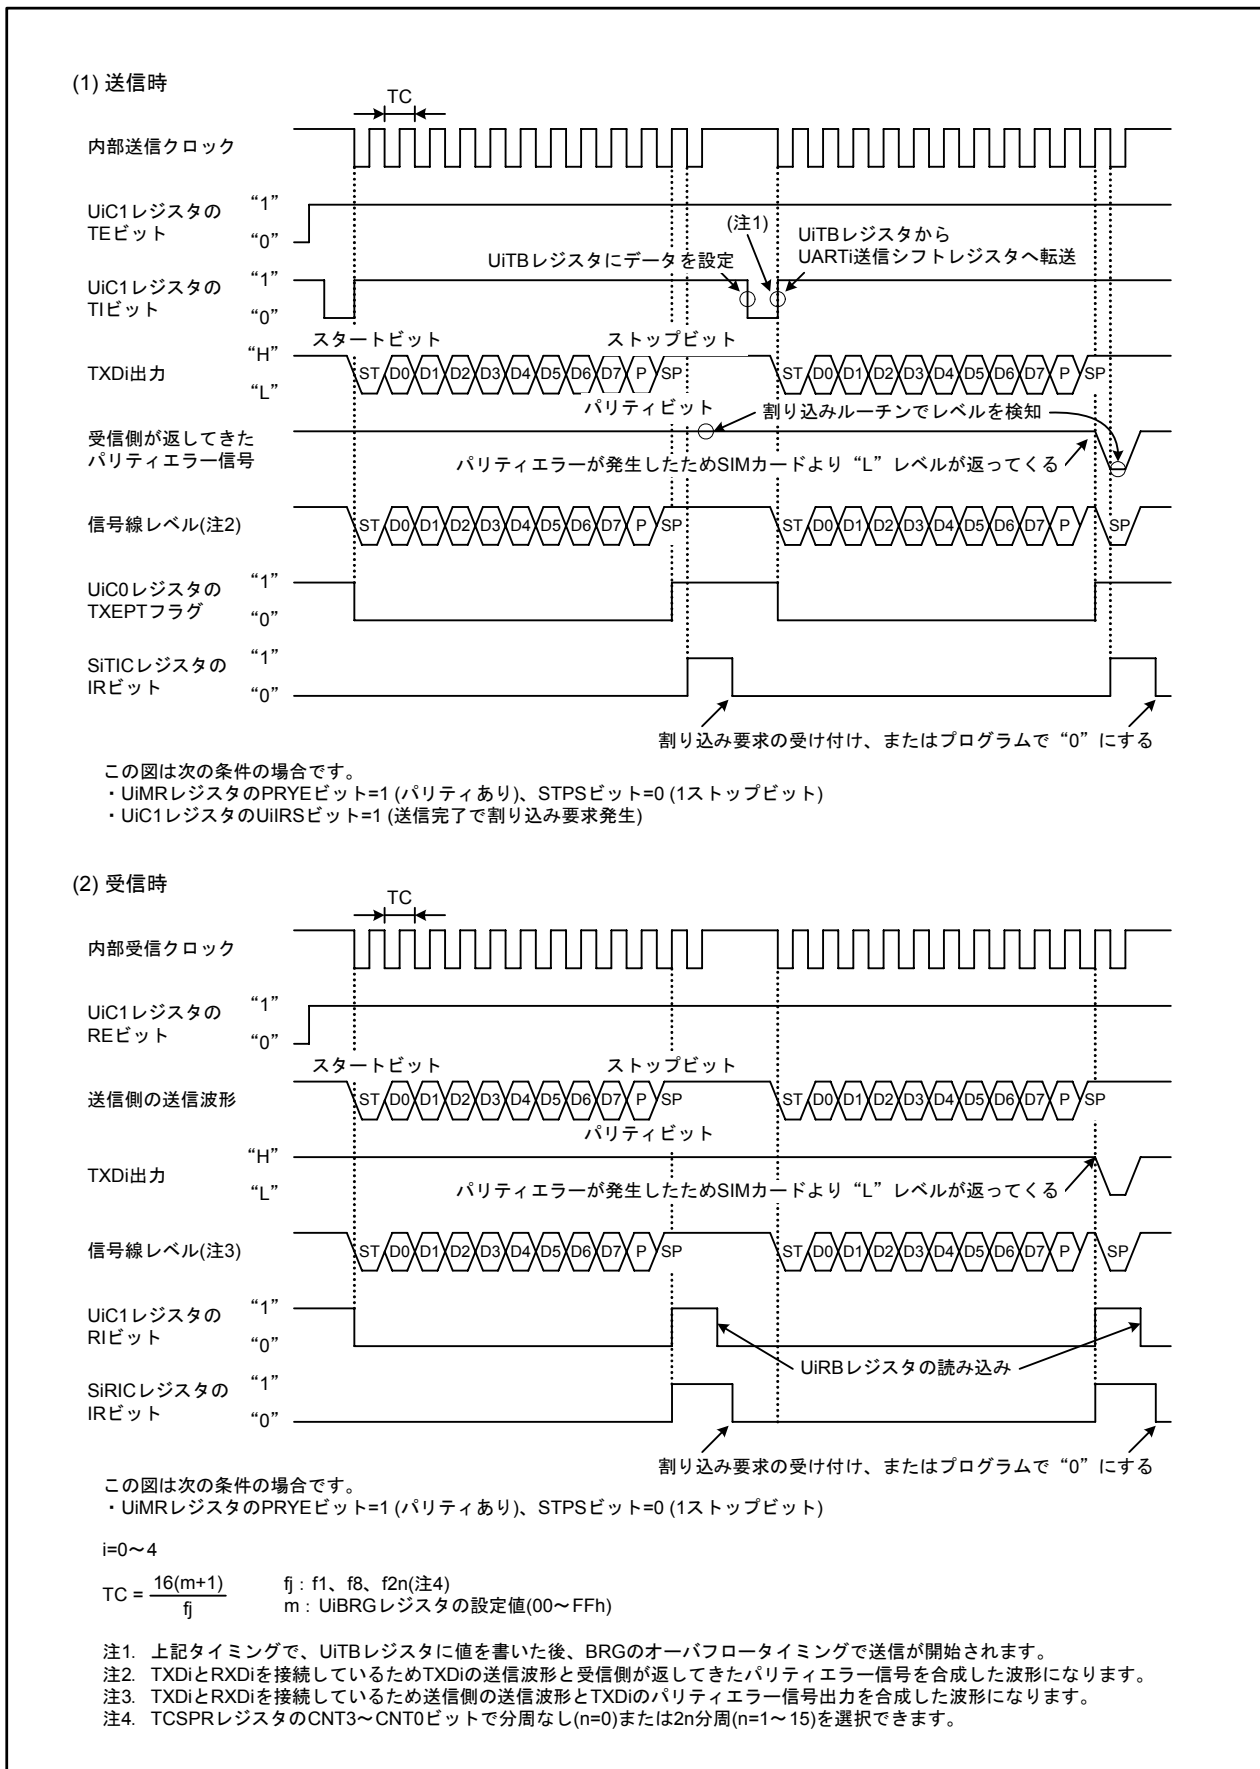 (1) 送信時
TC
内部送信クロック
UiC1レジスタの
TEビット
“1”
“0”
(注1)
UiTBレジスタにデータを設定
UiTBレジスタから
UARTi送信シフトレジスタへ転送
UiC1レジスタの
TIビット
“1”
“0”
スタートビット
ストップビット
TXDi出力
“H”
“L”
ST D0 D1 D2 D3 D4 D5 D6 D7 P SP
ST D0 D1 D2 D3 D4 D5 D6 D7 P SP
パリティビット
割り込みルーチンでレベルを検知
受信側が返してきた
パリティエラー信号
パリティエラーが発生したためSIMカードより“L”レベルが返ってくる
信号線レベル(注2)
ST D0 D1 D2 D3 D4 D5 D6 D7 P SP
ST D0 D1 D2 D3 D4 D5 D6 D7 P SP
UiC0レジスタの
TXEPTフラグ
“1”
“0”
SiTICレジスタの
IRビット
“1”
“0”
割り込み要求の受け付け、またはプログラムで“0”にする
この図は次の条件の場合です。
・UiMRレジスタのPRYEビット=1 (パリティあり)、STPSビット=0 (1ストップビット)
・UiC1レジスタのUiIRSビット=1 (送信完了で割り込み要求発生)
(2) 受信時
TC
内部受信クロック
UiC1レジスタの
REビット
“1”
“0”
スタートビット
ストップビット
送信側の送信波形
ST D0 D1 D2 D3 D4 D5 D6 D7 P SP
ST D0 D1 D2 D3 D4 D5 D6 D7 P SP
パリティビット
TXDi出力
“H”
“L”
パリティエラーが発生したためSIMカードより“L”レベルが返ってくる
信号線レベル(注3)
ST D0 D1 D2 D3 D4 D5 D6 D7 P SP
ST D0 D1 D2 D3 D4 D5 D6 D7 P SP
UiC1レジスタの
RIビット
“1”
“0”
UiRBレジスタの読み込み
SiRICレジスタの
IRビット
“1”
“0”
割り込み要求の受け付け、またはプログラムで“0”にする
この図は次の条件の場合です。
・UiMRレジスタのPRYEビット=1 (パリティあり)、STPSビット=0 (1ストップビット)
i=0〜4
TC = 16(m+1) / fj
fj : f1、f8、f2n(注4)
m : UiBRGレジスタの設定値(00〜FFh)
注1. 上記タイミングで、UiTBレジスタに値を書いた後、BRGのオーバフロータイミングで送信が開始されます。
注2. TXDiとRXDiを接続しているためTXDiの送信波形と受信側が返してきたパリティエラー信号を合成した波形になります。
注3. TXDiとRXDiを接続しているため送信側の送信波形とTXDiのパリティエラー信号出力を合成した波形になります。
注4. TCSPRレジスタのCNT3〜CNT0ビットで分周なし(n=0)または2n分周(n=1〜15)を選択できます。